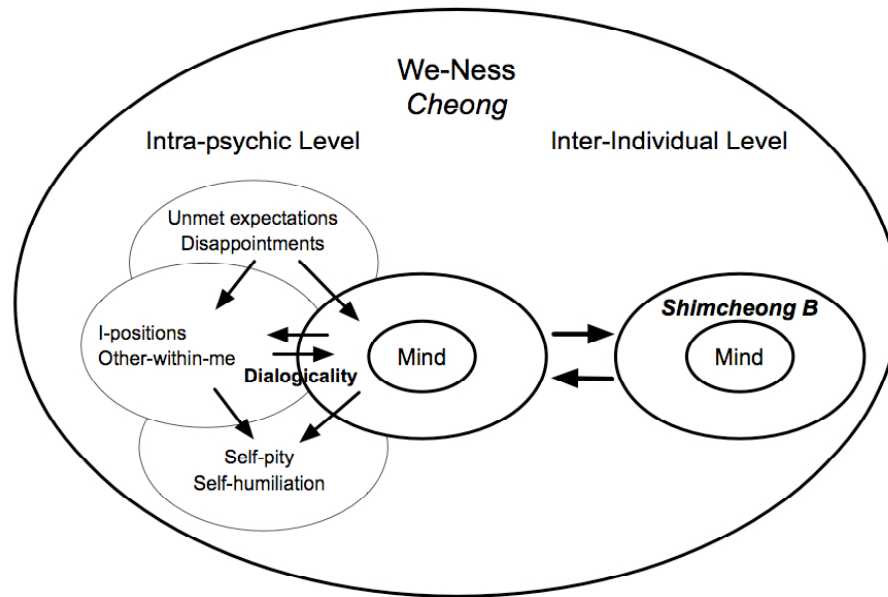 We-Ness
Cheong
Intra-psychic Level
Inter-Individual Level
Unmet expectations
Disappointments
I-positions
Other-within-me
Dialogicality
Mind
Self-pity
Self-humiliation
Shimcheong B
Mind